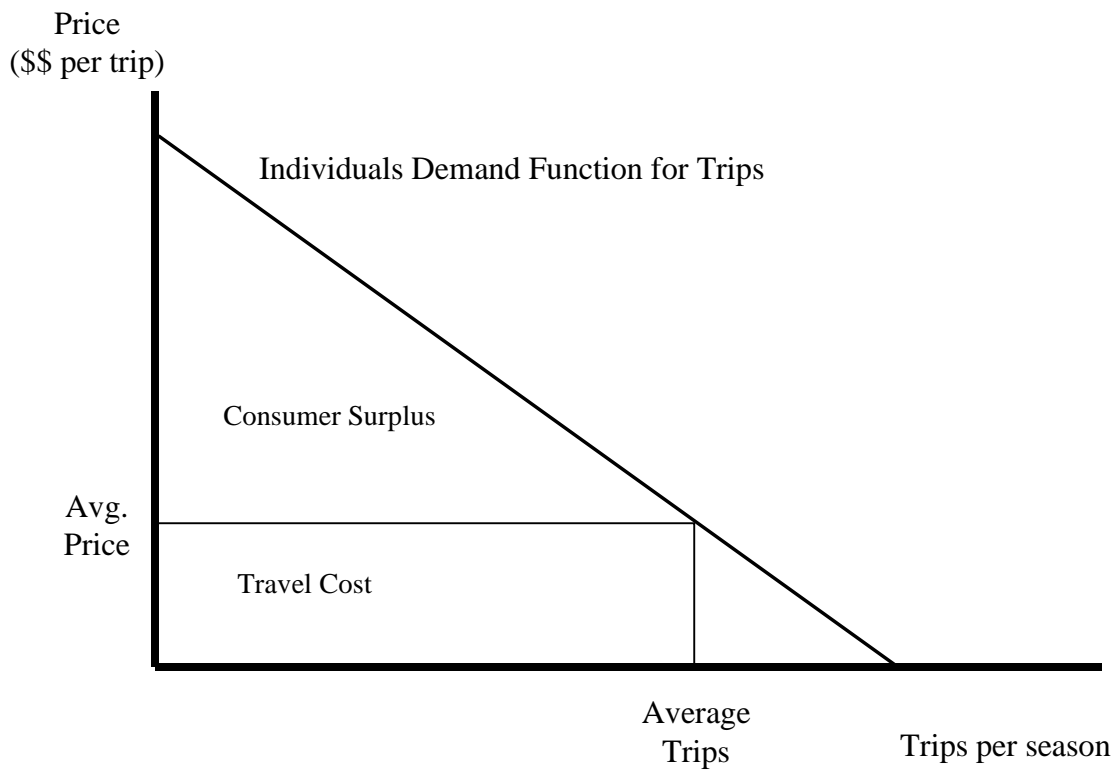 Price
($$ per trip)
Individuals Demand Function for Trips
Consumer Surplus
Avg.
Price
Travel Cost
Average
Trips
Trips per season